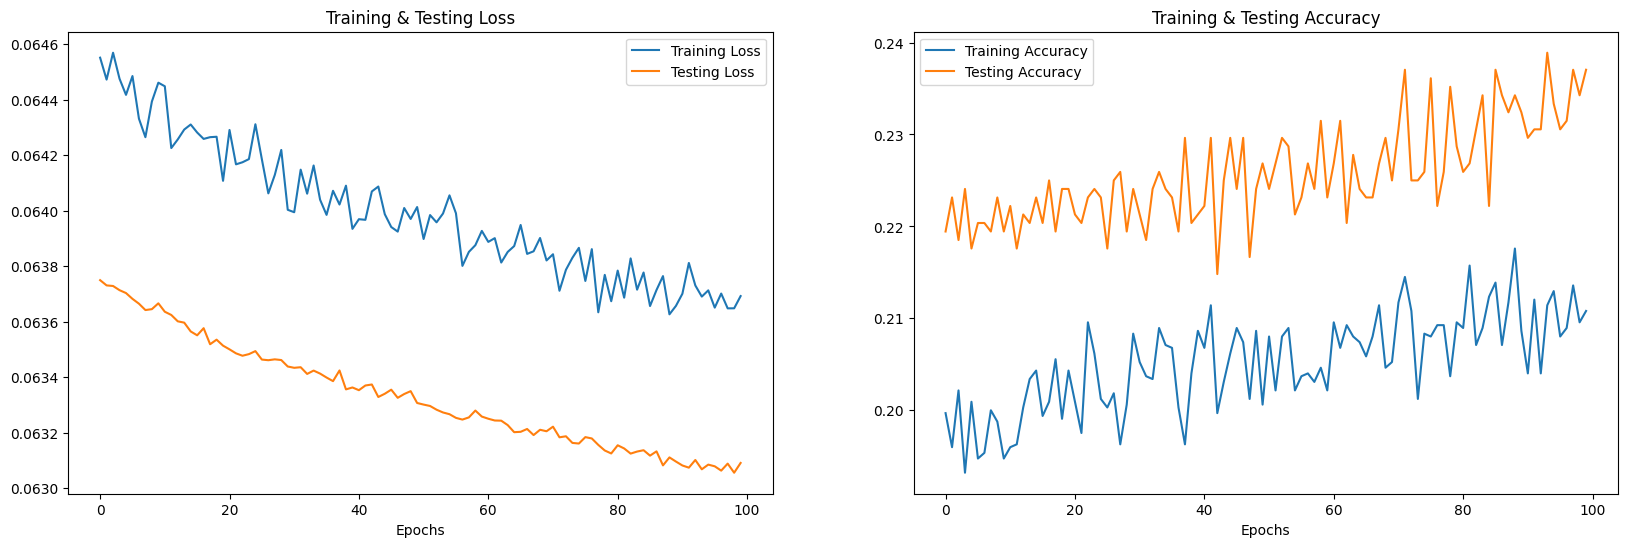 Training & Testing Loss
0.0646
0.0644
0.0642
0.0640
0.0638
0.0636
0.0634
0.0632
0.0630
Training Loss
Testing Loss
0 20 40 60 80 100
Epochs
Training & Testing Accuracy
0.24
0.23
0.22
0.21
0.20
Training Accuracy
Testing Accuracy
0 20 40 60 80 100
Epochs